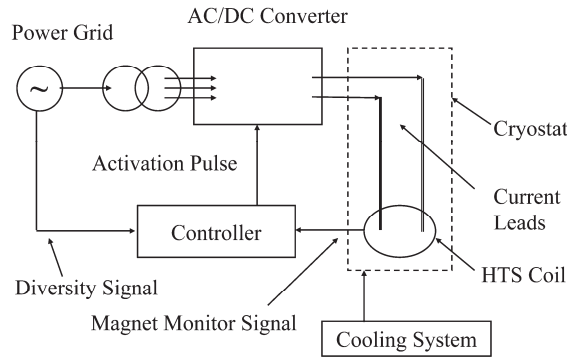 AC/DC Converter
Power Grid
~
Cryostat
Activation Pulse
Current
Leads
Controller
HTS Coil
Diversity Signal
Magnet Monitor Signal
Cooling System